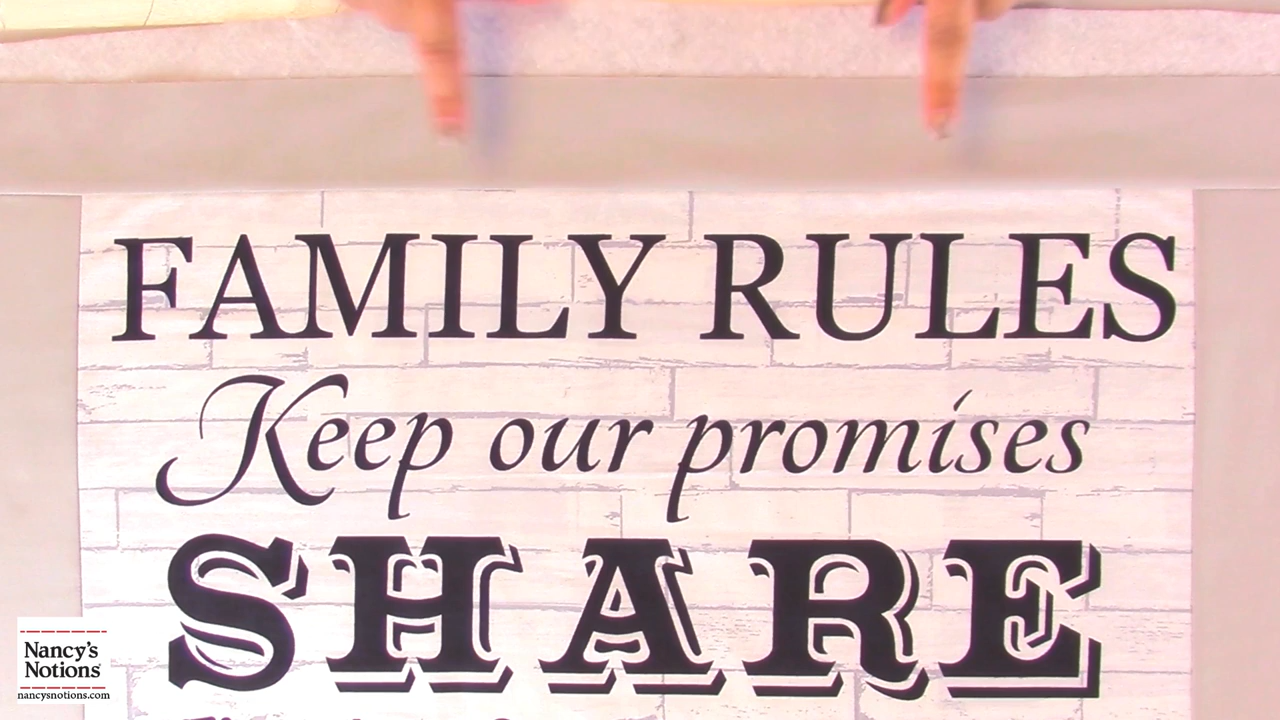 FAMILY RULES
Keep our promises
SHARE
Nancy's
Notions
nancysnotions.com